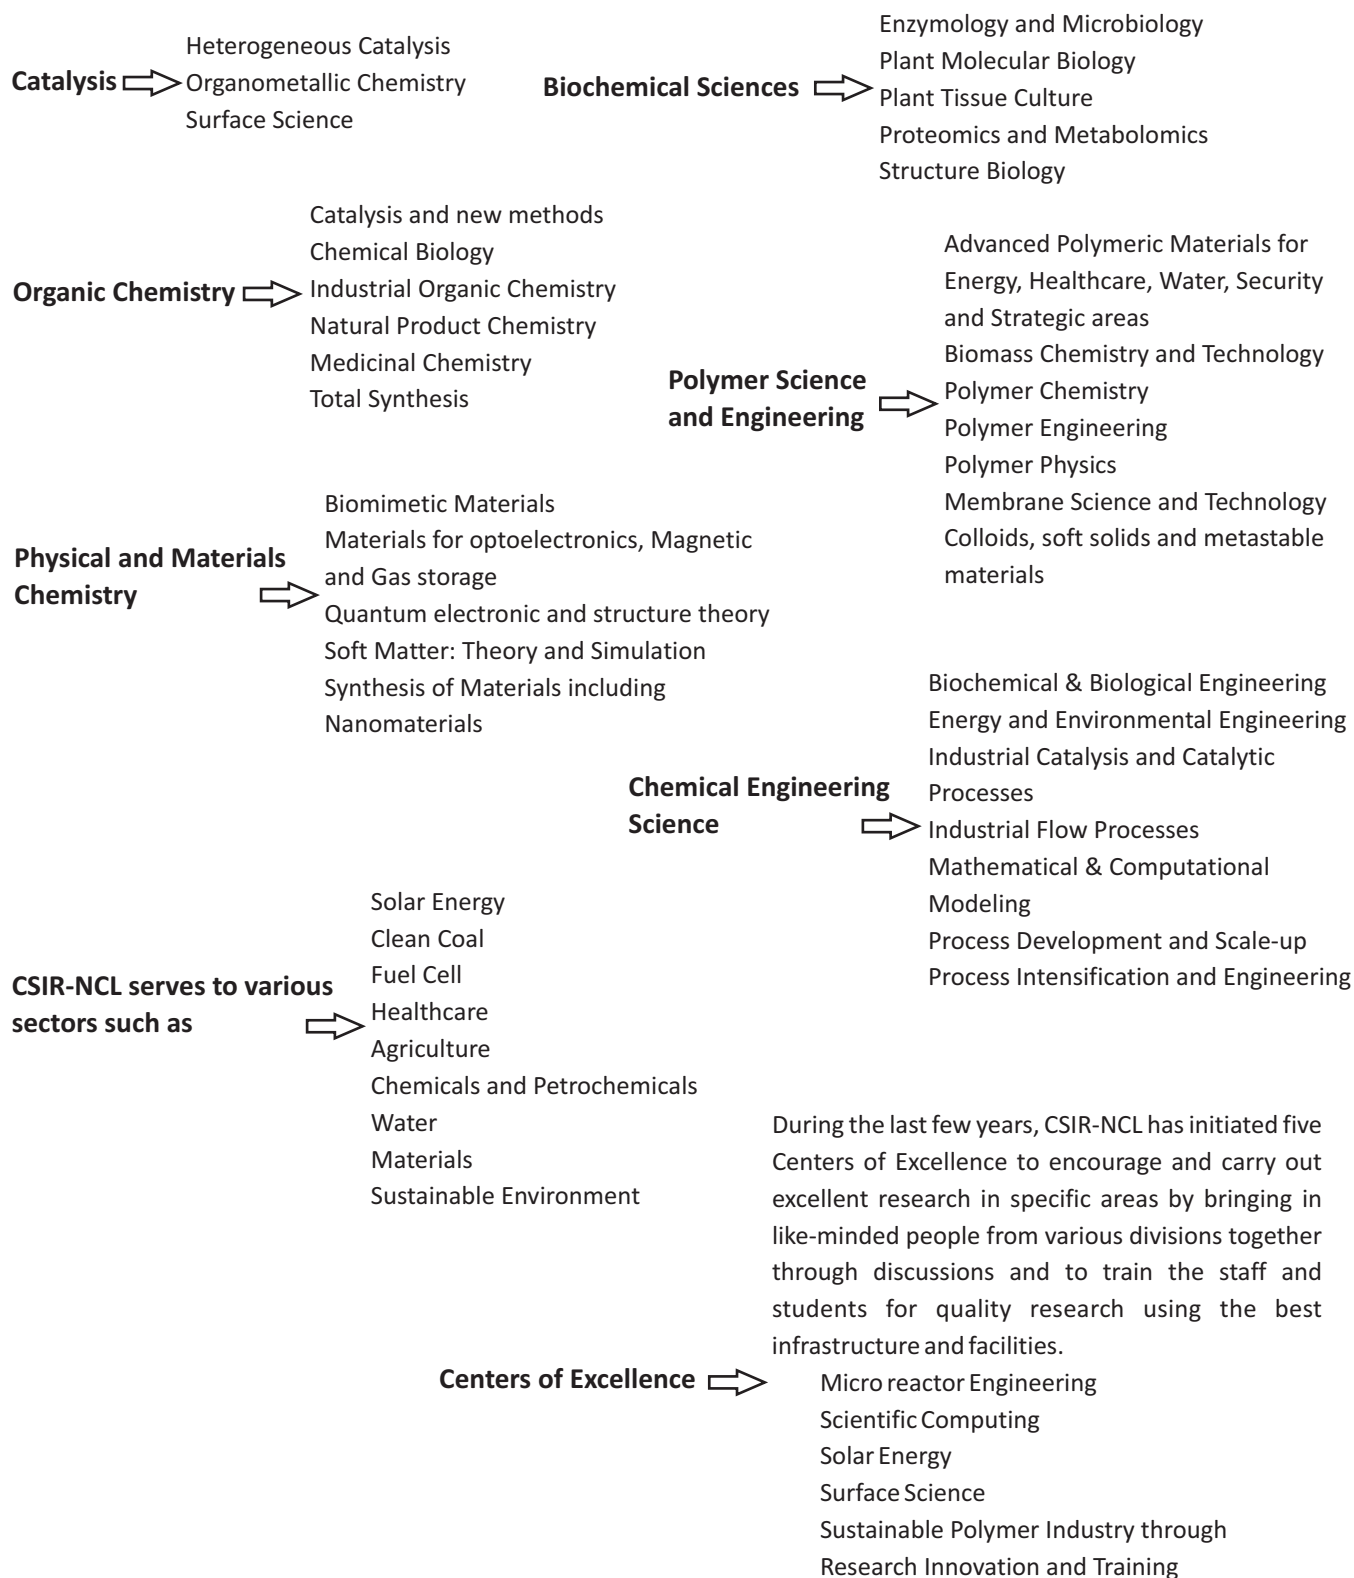 Catalysis
Heterogeneous Catalysis
Organometallic Chemistry
Surface Science
Biochemical Sciences
Enzymology and Microbiology
Plant Molecular Biology
Plant Tissue Culture
Proteomics and Metabolomics
Structure Biology
Organic Chemistry
Catalysis and new methods
Chemical Biology
Industrial Organic Chemistry
Natural Product Chemistry
Medicinal Chemistry
Total Synthesis
Polymer Science
and Engineering
Advanced Polymeric Materials for
Energy, Healthcare, Water, Security
and Strategic areas
Biomass Chemistry and Technology
Polymer Chemistry
Polymer Engineering
Polymer Physics
Membrane Science and Technology
Colloids, soft solids and metastable
materials
Physical and Materials
Chemistry
Biomimetic Materials
Materials for optoelectronics, Magnetic
and Gas storage
Quantum electronic and structure theory
Soft Matter: Theory and Simulation
Synthesis of Materials including
Nanomaterials
Chemical Engineering
Science
Biochemical & Biological Engineering
Energy and Environmental Engineering
Industrial Catalysis and Catalytic
Processes
Industrial Flow Processes
Mathematical & Computational
Modeling
Process Development and Scale-up
Process Intensification and Engineering
CSIR-NCL serves to various
sectors such as
Solar Energy
Clean Coal
Fuel Cell
Healthcare
Agriculture
Chemicals and Petrochemicals
Water
Materials
Sustainable Environment
Centers of Excellence
During the last few years, CSIR-NCL has initiated five
Centers of Excellence to encourage and carry out
excellent research in specific areas by bringing in
like-minded people from various divisions together
through discussions and to train the staff and
students for quality research using the best
infrastructure and facilities.
Micro reactor Engineering
Scientific Computing
Solar Energy
Surface Science
Sustainable Polymer Industry through
Research Innovation and Training